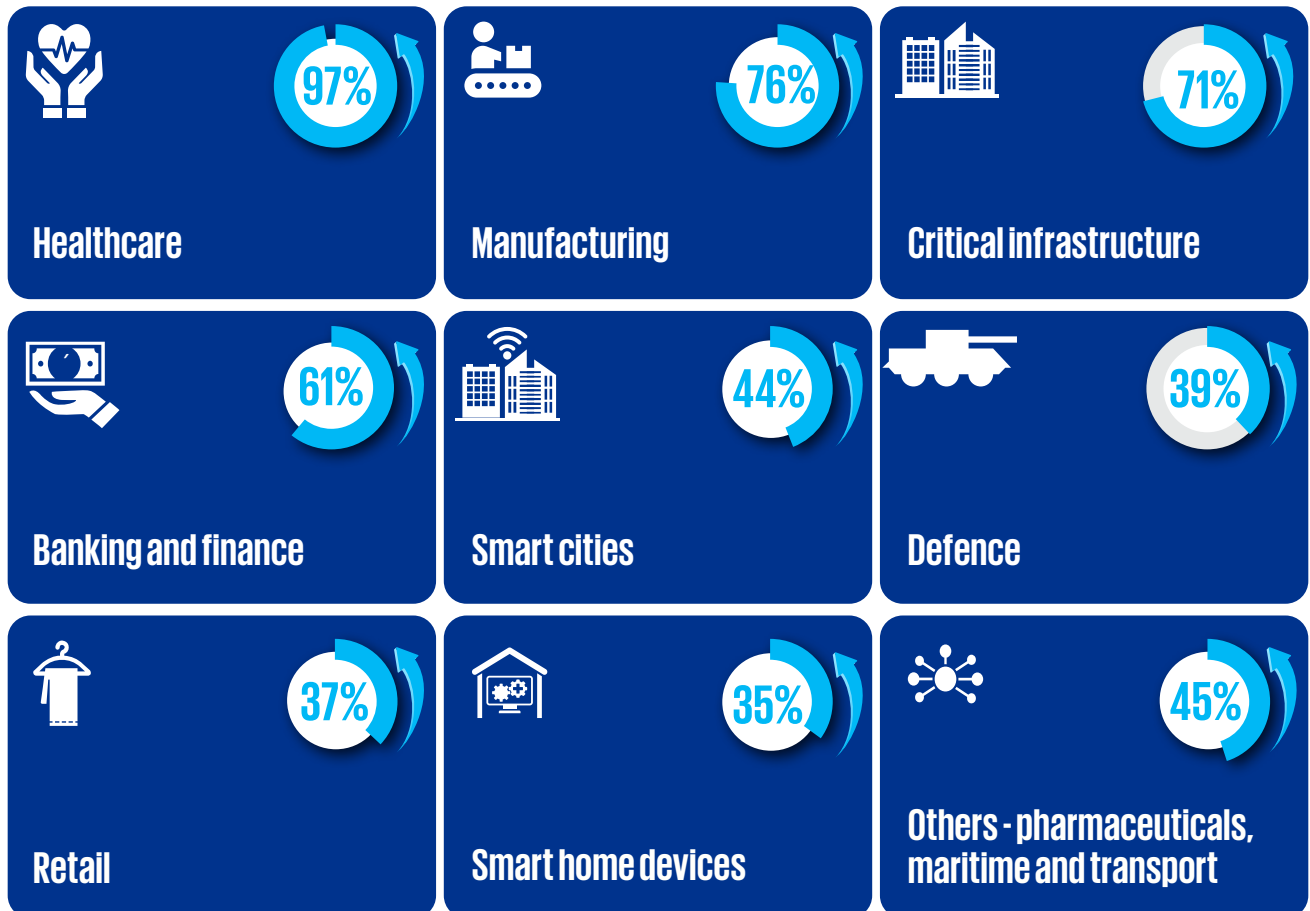 97%
Healthcare
76%
Manufacturing
71%
Critical infrastructure
61%
Banking and finance
44%
Smart cities
39%
Defence
37%
Retail
35%
Smart home devices
45%
Others - pharmaceuticals,
maritime and transport